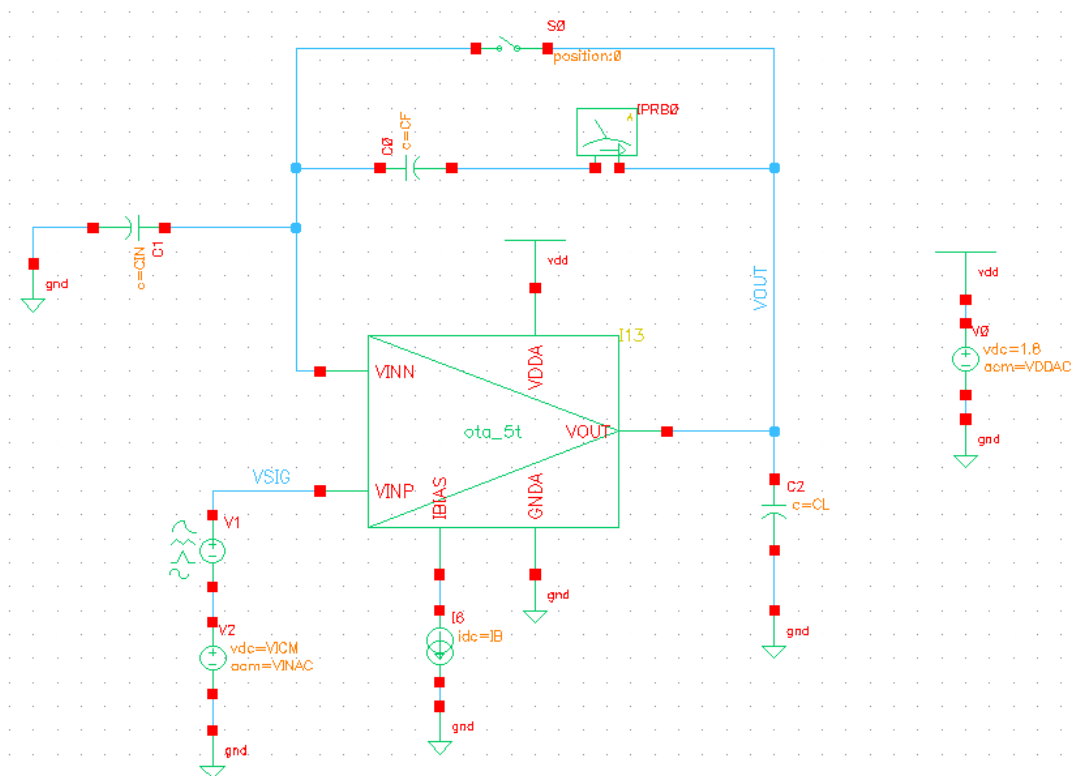 S0
position:0
IPRB0
A
C0
c=CF
C1
c=CIN
gnd
vdd
I13
VINN
VDDA
ota_5t
VOUT
VOUT
VINP
IBIAS
GNDA
VSIG
V1
V2
vdc=VICM
acm=VINAC
gnd
I6
idc=IB
gnd
gnd
C2
c=CL
gnd
vdd
V0
vdc=1.8
acm=VDDAC
gnd